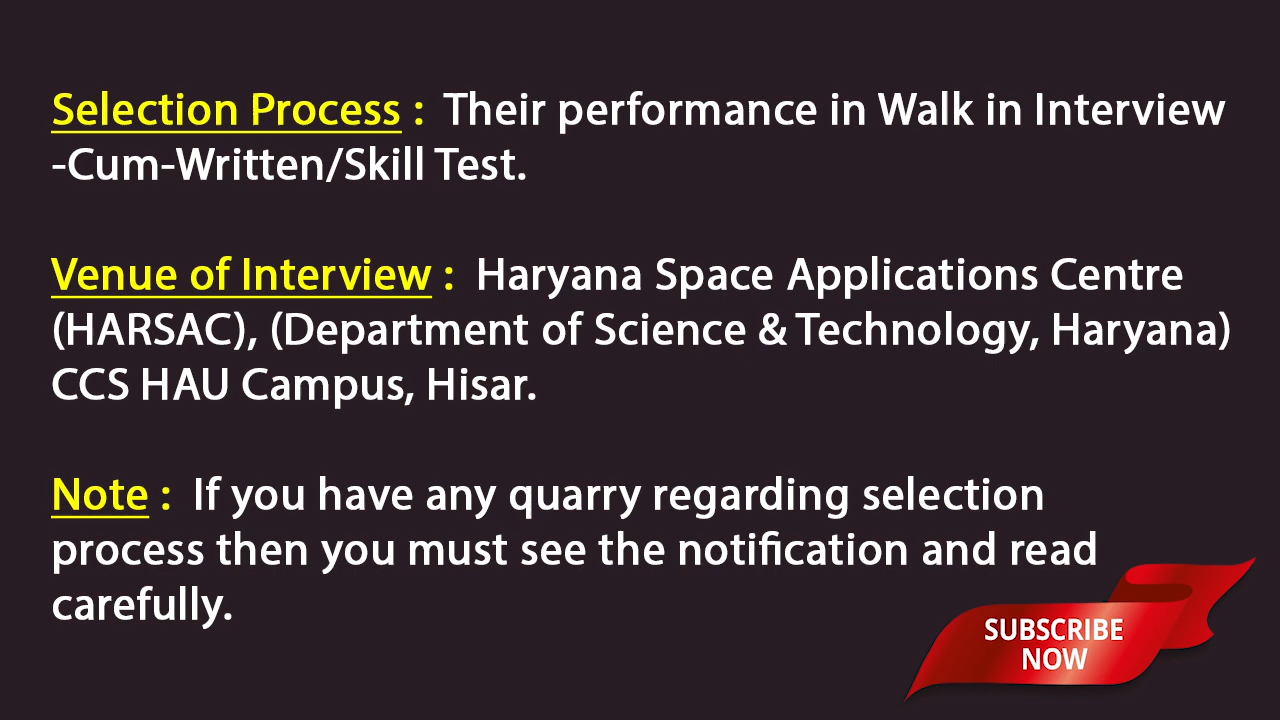 Selection Process :  Their performance in Walk in Interview
-Cum-Written/Skill Test.
Venue of Interview :  Haryana Space Applications Centre
(HARSAC), (Department of Science & Technology, Haryana)
CCS HAU Campus, Hisar.
Note :  If you have any quarry regarding selection
process then you must see the notification and read
carefully.
SUBSCRIBE
NOW